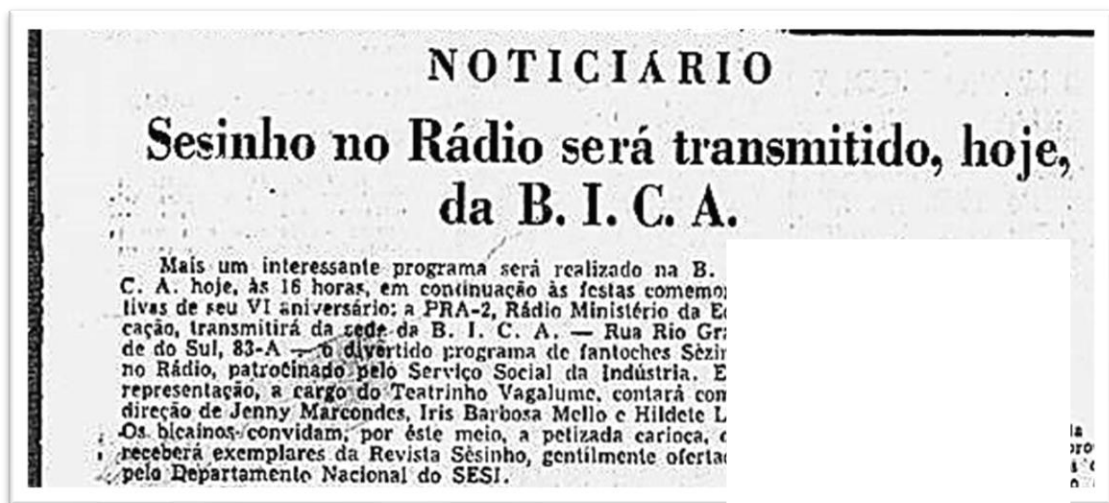 NOTICIÁRIO
Sesinho no Rádio será transmitido, hoje,
da B. I. C. A.
Mais um interessante programa será realizado na B.
C. A. hoje, às 16 horas, em continuação às festas comemo
tivas de seu VI aniversário: a PRA-2, Rádio Ministério da
cação, transmitirá da sede da B. I. C. A. — Rua Rio Gra
de do Sul, 83-A — o divertido programa de fantoches
no Rádio, patrocinado pelo Serviço Social da Indústria. E
representação, a cargo do Teatrinho Vagalume, contará com
direção de Jenny Marcondes, Iris Barbosa Mello e Hildete L
Os bicaínos convidam, por êste meio, a petizada carioca,
receberá exemplares da Revista Sèsinho, gentilmente
pelo Departamento Nacional do SESI.